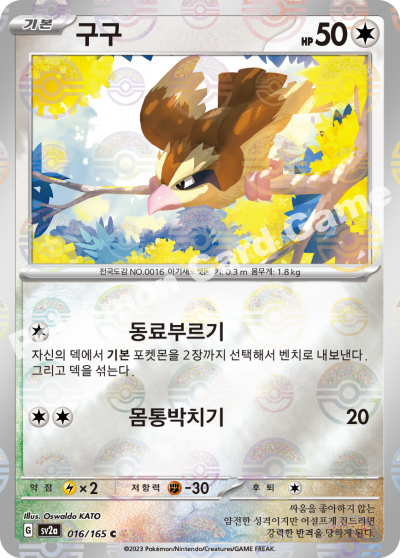 기본 구구 HP 50
전국도감 NO.0016 아기새포켓몬 키: 0.3 m 몸무게: 1.8 kg
동료부르기
자신의 덱에서 기본 포켓몬을 2장까지 선택해서 벤치로 내보낸다.
그리고 덱을 섞는다.
몸통박치기 20
약점 ×2 저항력 -30 후퇴
Illus. Oswaldo KATO
G sv2a 016/165 C
싸움을 좋아하지 않는
얌전한 성격이지만 어설프게 건드리면
강력한 반격을 당하게 된다.
©2023 Pokémon/Nintendo/Creatures/GAME FREAK.
Pokémon Card Game